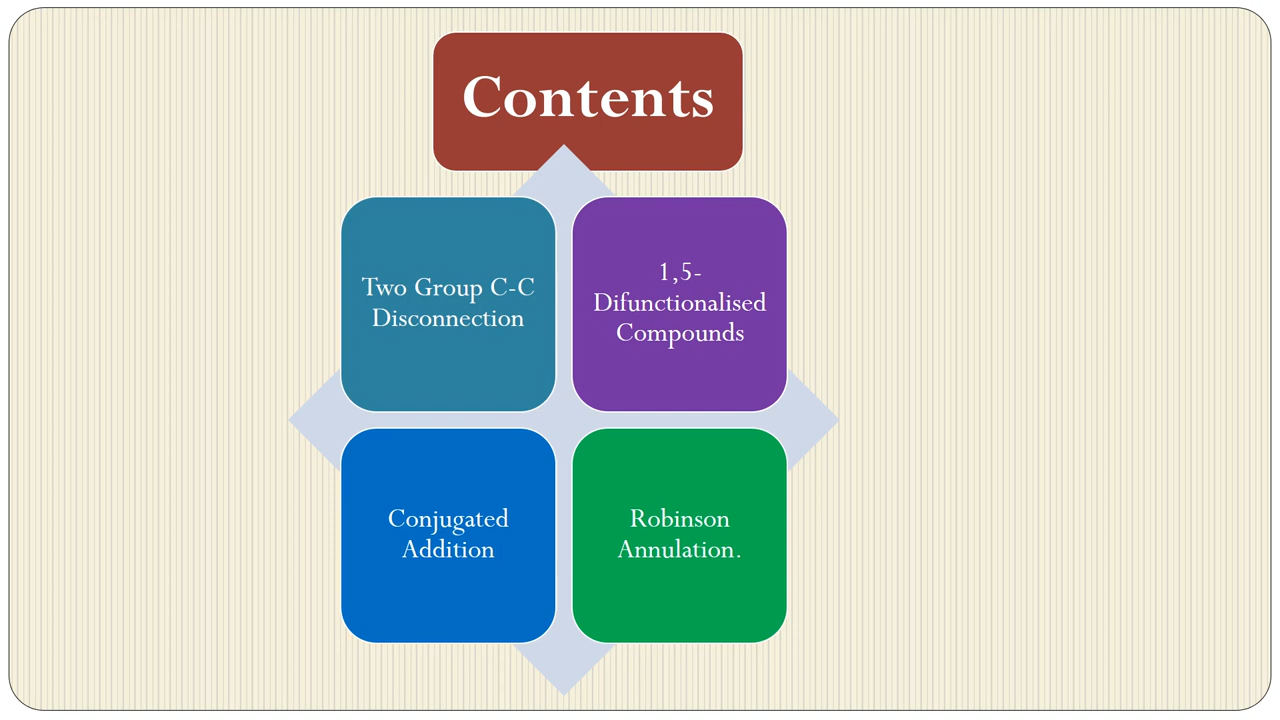 Contents
Two Group C-C
Disconnection
1,5-
Difunctionalised
Compounds
Conjugated
Addition
Robinson
Annulation.